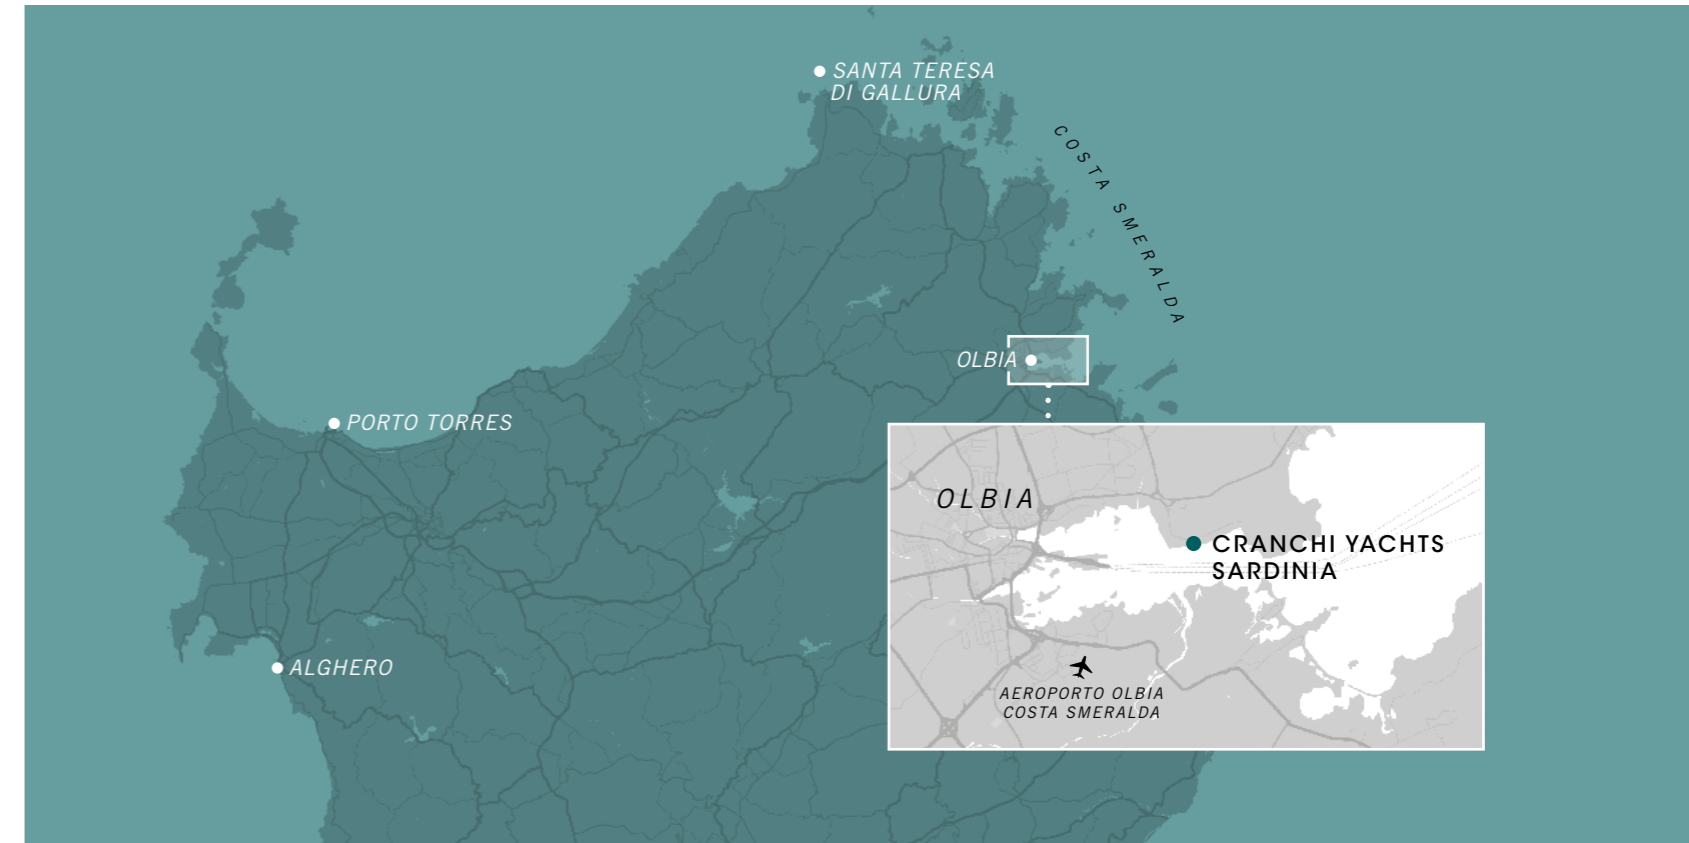 SANTA TERESA
DI GALLURA
COSTA SMERALDA
OLBIA
PORTO TORRES
OLBIA
CRANCHI YACHTS
SARDINIA
ALGHERO
AEROPORTO OLBIA
COSTA SMERALDA